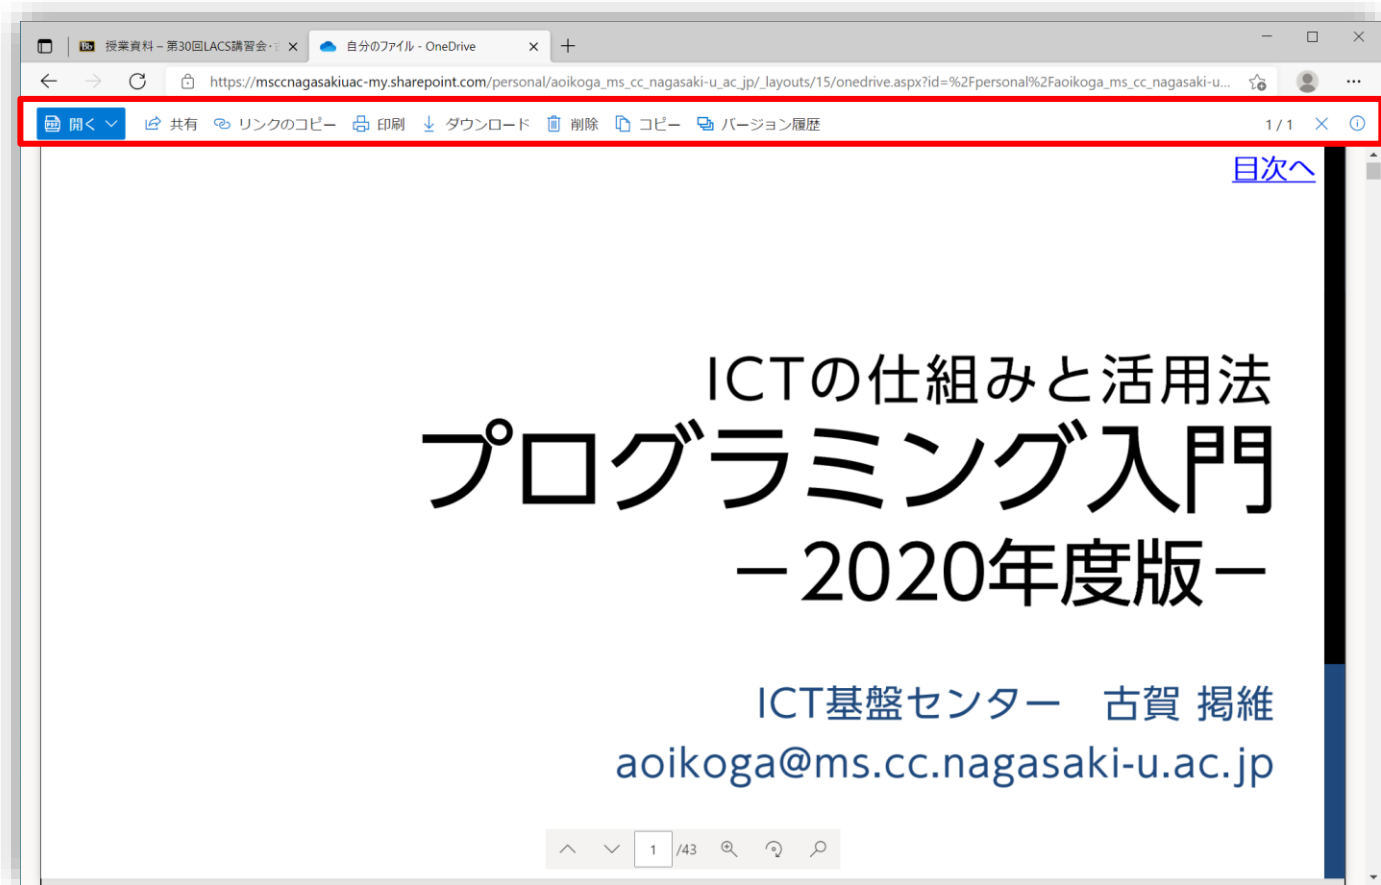 授業資料 – 第30回LACS講習会・
自分のファイル - OneDrive
https://msccnagasakiuac-my.sharepoint.com/personal/aoikoga_ms_cc_nagasaki-u_ac_jp/_layouts/15/onedrive.aspx?id=%2Fpersonal%2Faoikoga_ms_cc_nagasaki-u...
開く 共有 リンクのコピー 印刷 ダウンロード 削除 コピー バージョン履歴 1 / 1
目次へ
ICTの仕組みと活用法
プログラミング入門
－2020年度版－
ICT基盤センター 古賀 掲維
aoikoga@ms.cc.nagasaki-u.ac.jp
1 /43